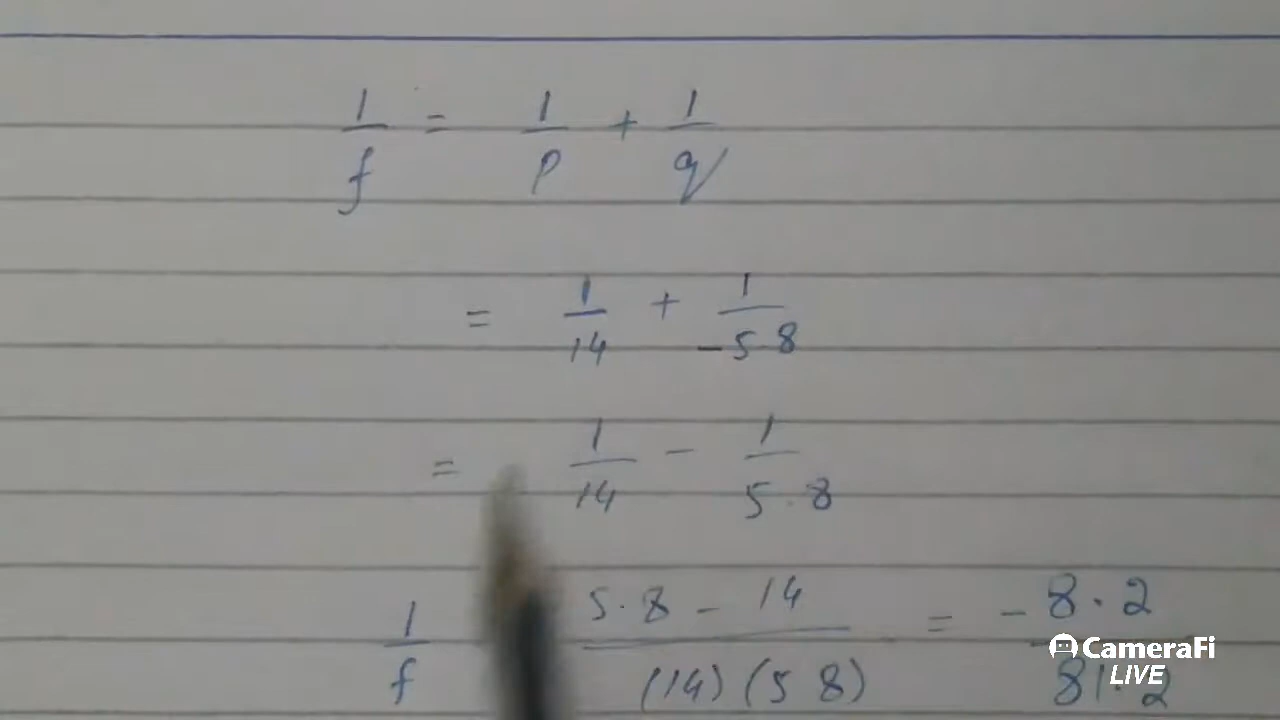 1/f = 1/p + 1/q
= 1/14 + 1/-5.8
= 1/14 - 1/5.8
1/f 5.8 - 14/(14)(5.8) = -8.2/81.2
CameraFi
LIVE